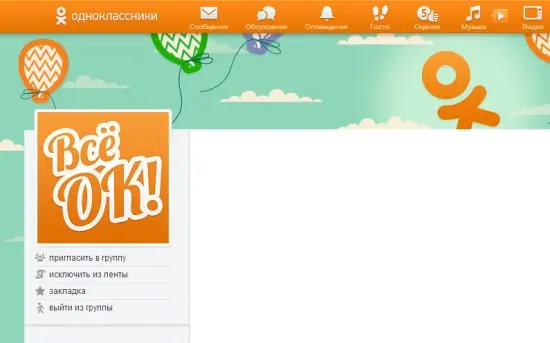 одноклассники
Сообщения Обсуждения Оповещения Гости Оценки Музыка Видео
5+
Всё
ОК!
пригласить в группу
исключить из ленты
закладка
выйти из группы